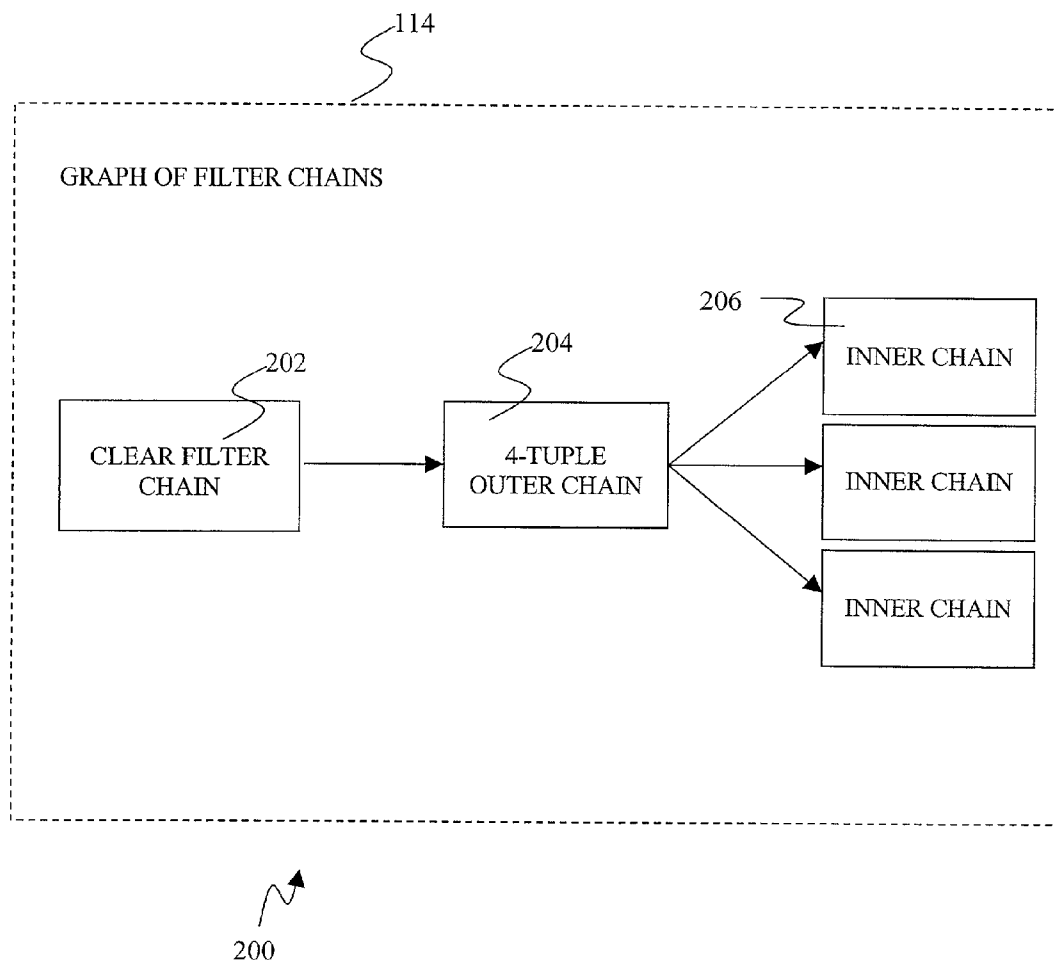 114
GRAPH OF FILTER CHAINS
206
INNER CHAIN
202
204
CLEAR FILTER
CHAIN
4-TUPLE
OUTER CHAIN
INNER CHAIN
INNER CHAIN
200